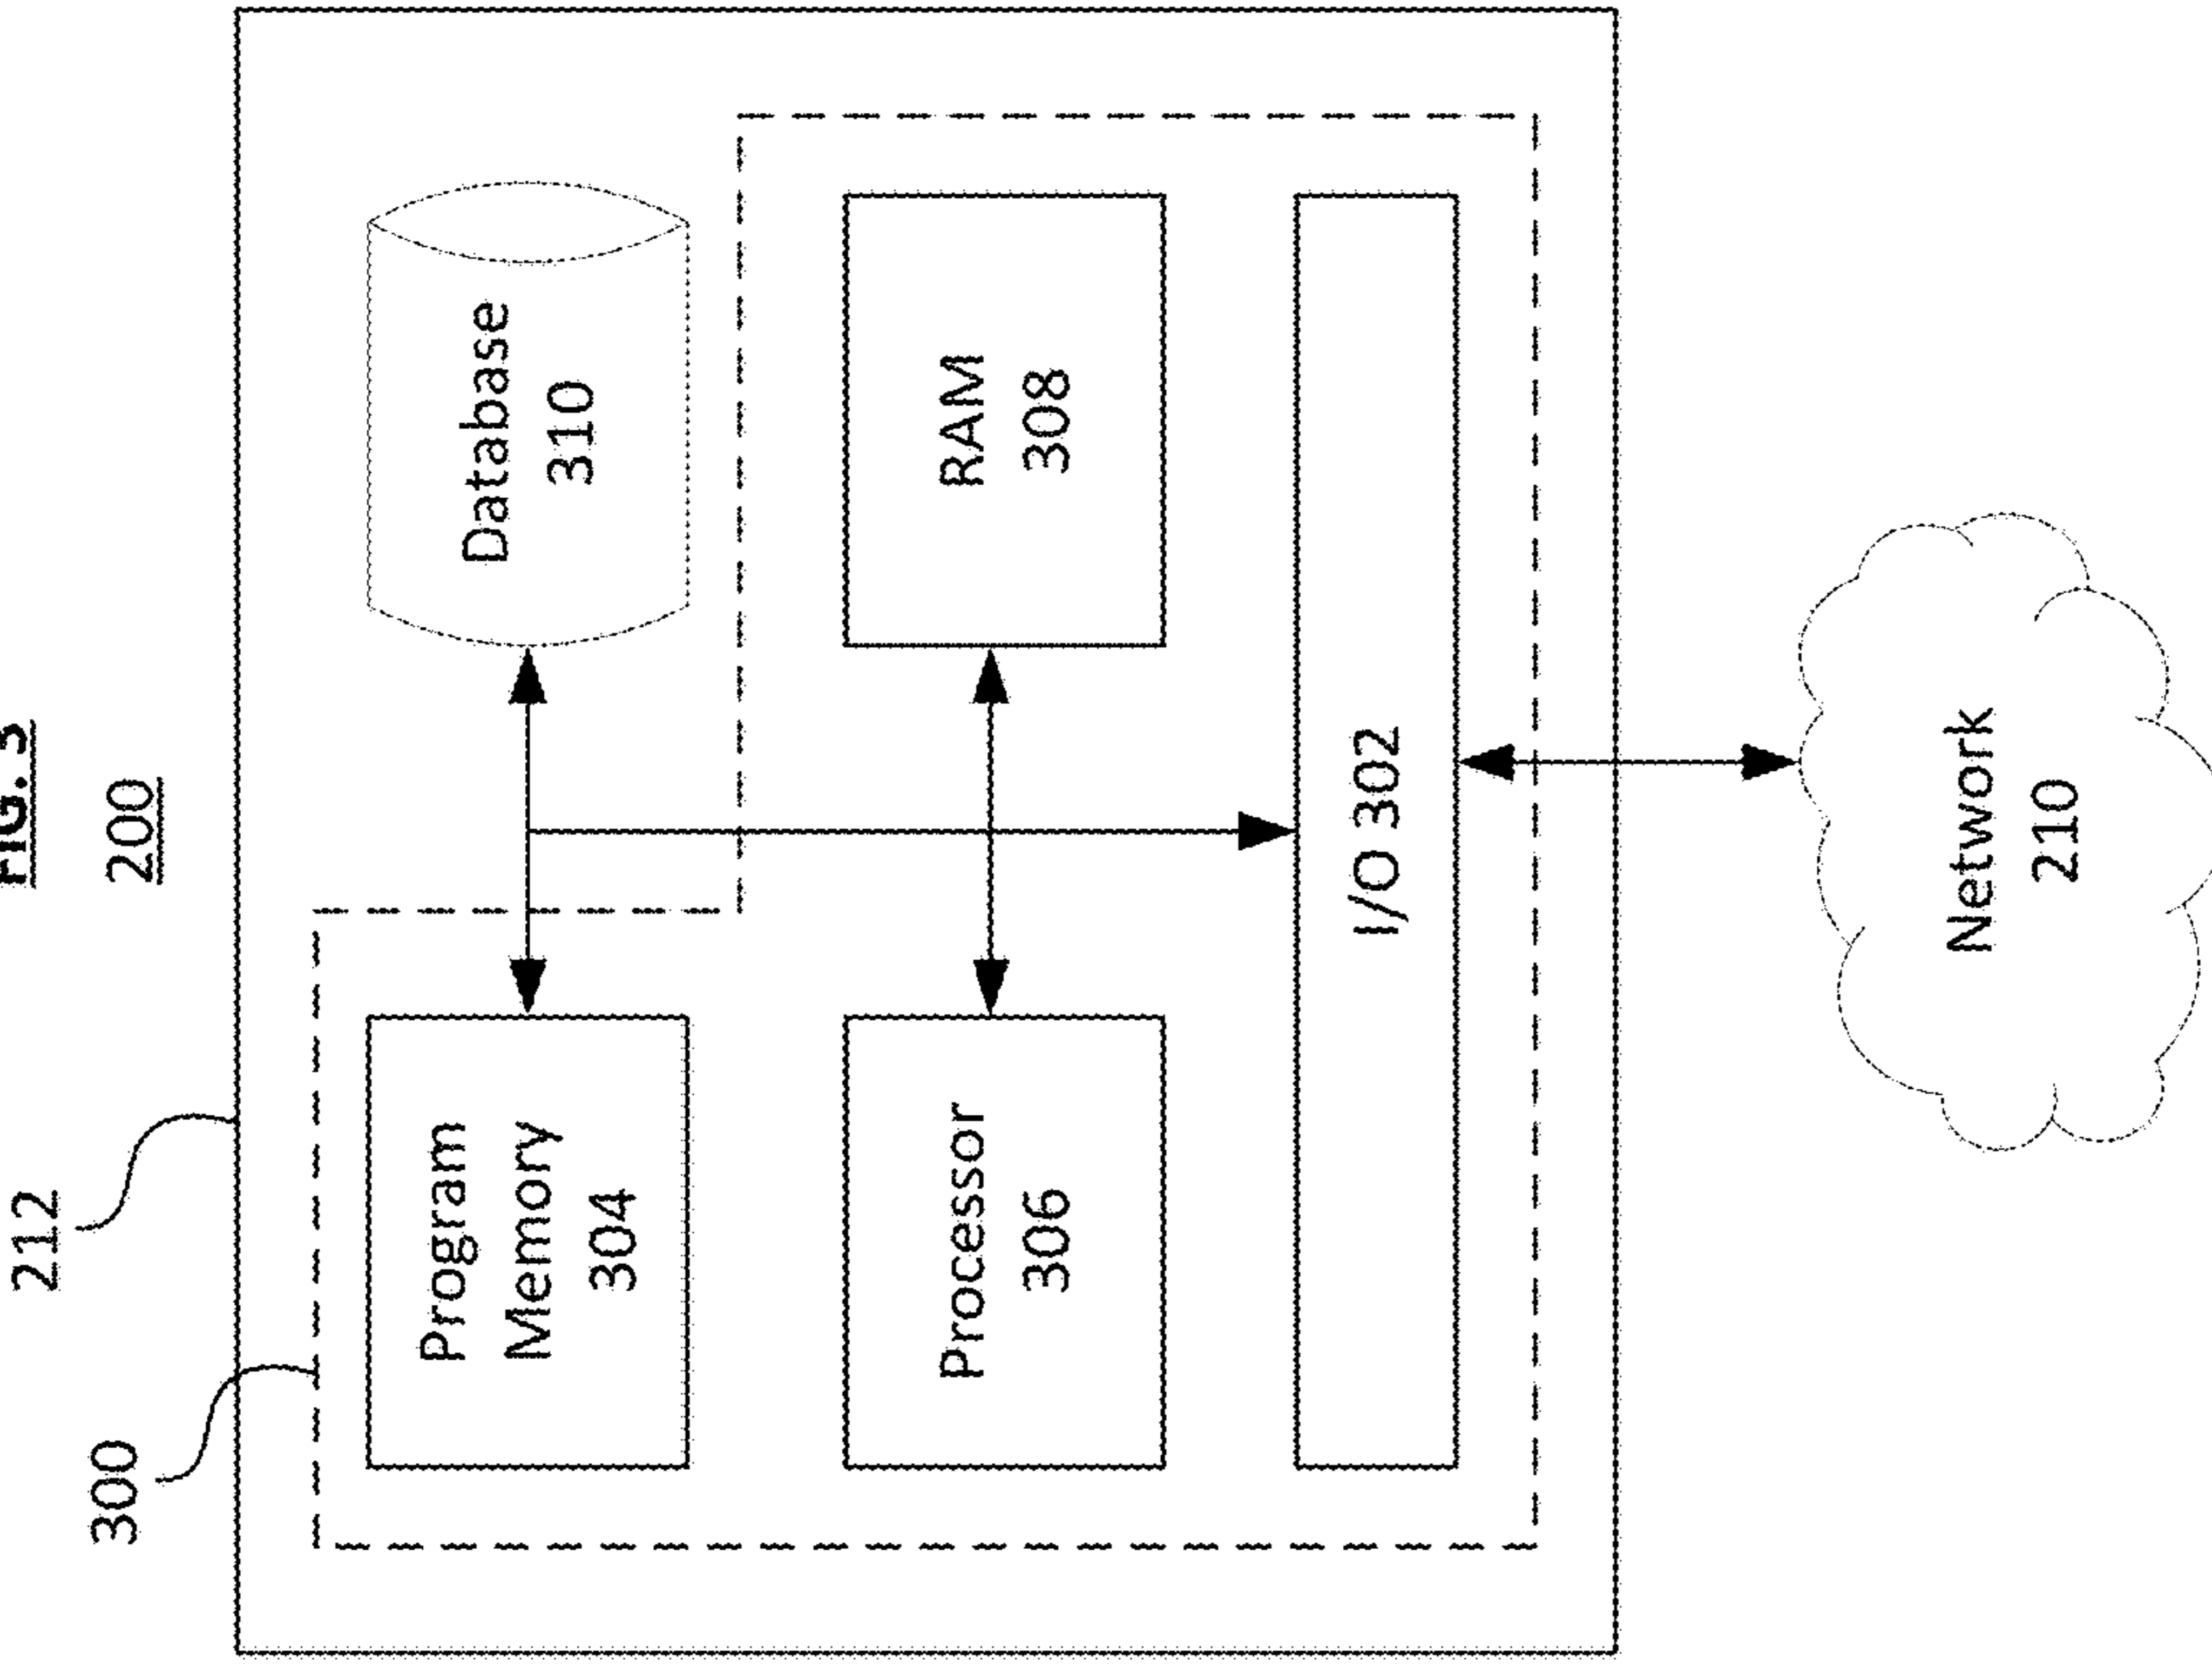 FIG. 3
212
200
300
Program
Memory
304
Database
310
Processor
306
RAM
308
I/O 302
Network
210